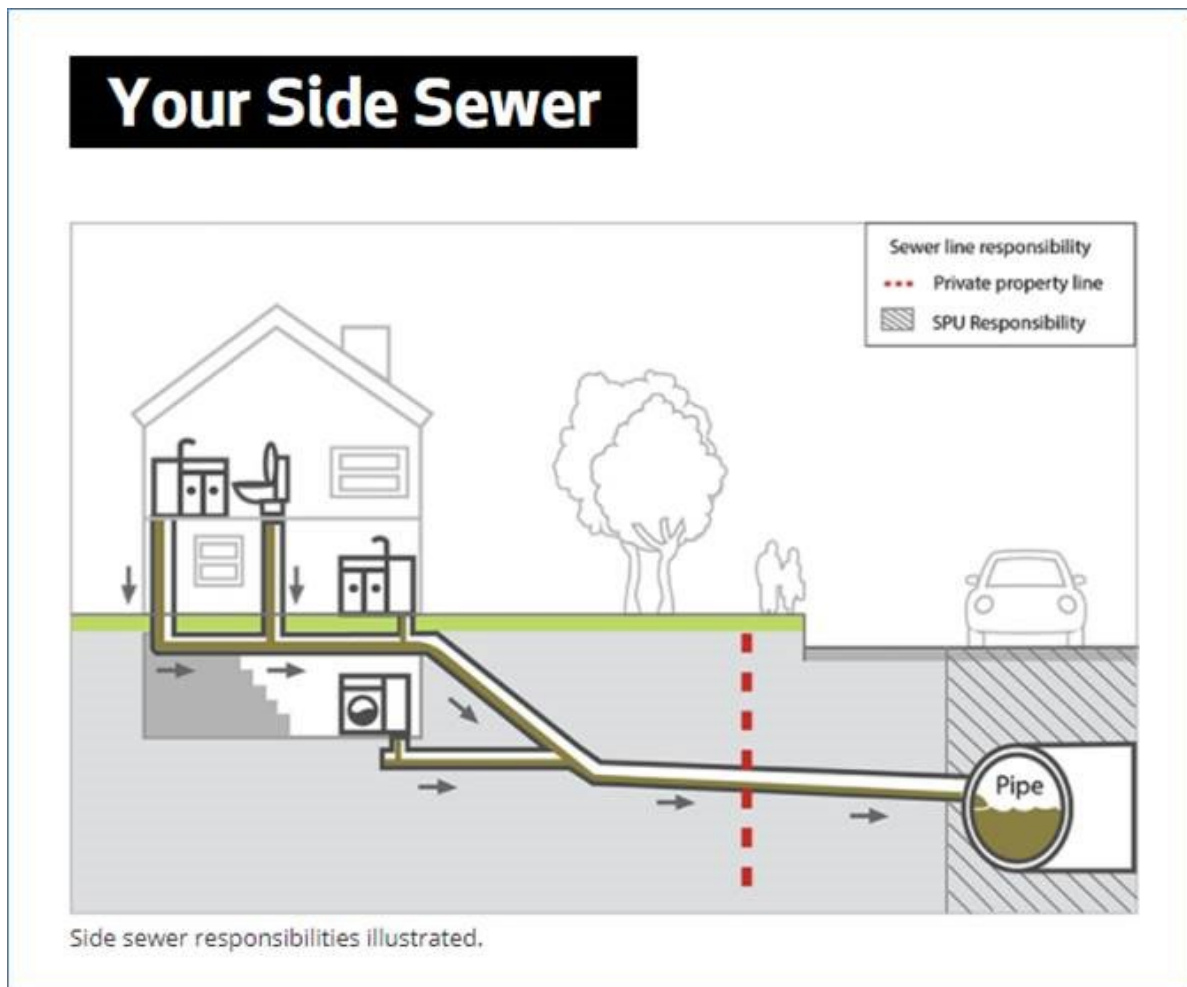 Your Side Sewer
Sewer line responsibility
Private property line
SPU Responsibility
Pipe
Side sewer responsibilities illustrated.